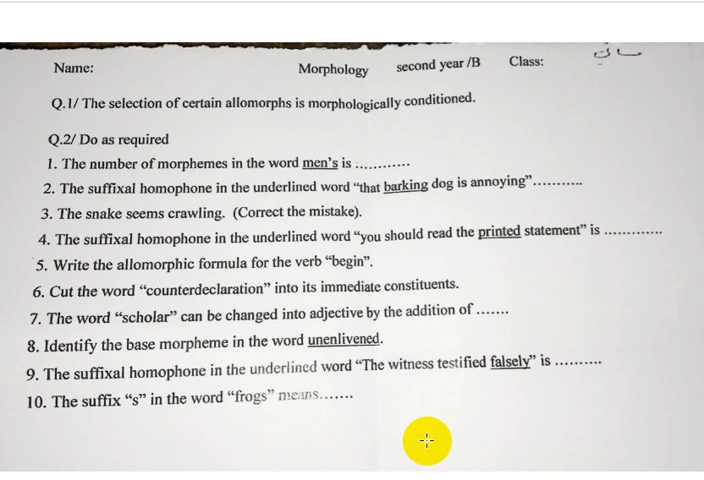 Name: Morphology second year /B Class:
Q.1/ The selection of certain allomorphs is morphologically conditioned.
Q.2/ Do as required
1. The number of morphemes in the word men's is :...........
2. The suffixal homophone in the underlined word “that barking dog is annoying”...........
3. The snake seems crawling. (Correct the mistake).
4. The suffixal homophone in the underlined word “you should read the printed statement” is .............
5. Write the allomorphic formula for the verb “begin”.
6. Cut the word “counterdeclaration” into its immediate constituents.
7. The word “scholar” can be changed into adjective by the addition of .......
8. Identify the base morpheme in the word unenlivened.
9. The suffixal homophone in the underlined word “The witness testified falsely” is ..........
10. The suffix “s” in the word “frogs” means.......